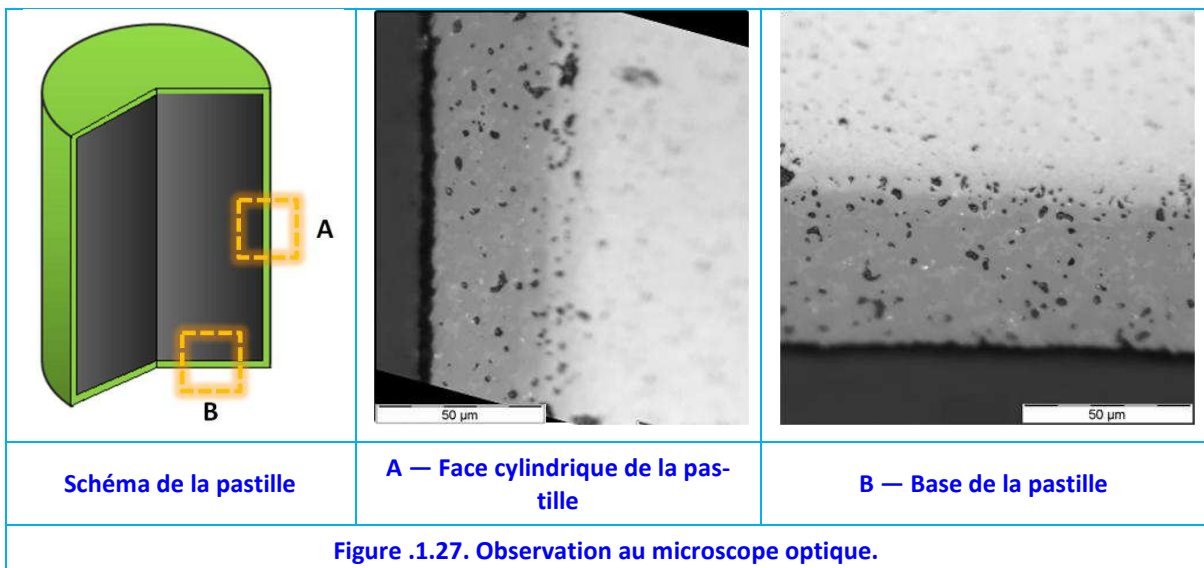 A
B
50 µm
50 µm
Schéma de la pastille
A — Face cylindrique de la pas-
tille
B — Base de la pastille
Figure .1.27. Observation au microscope optique.